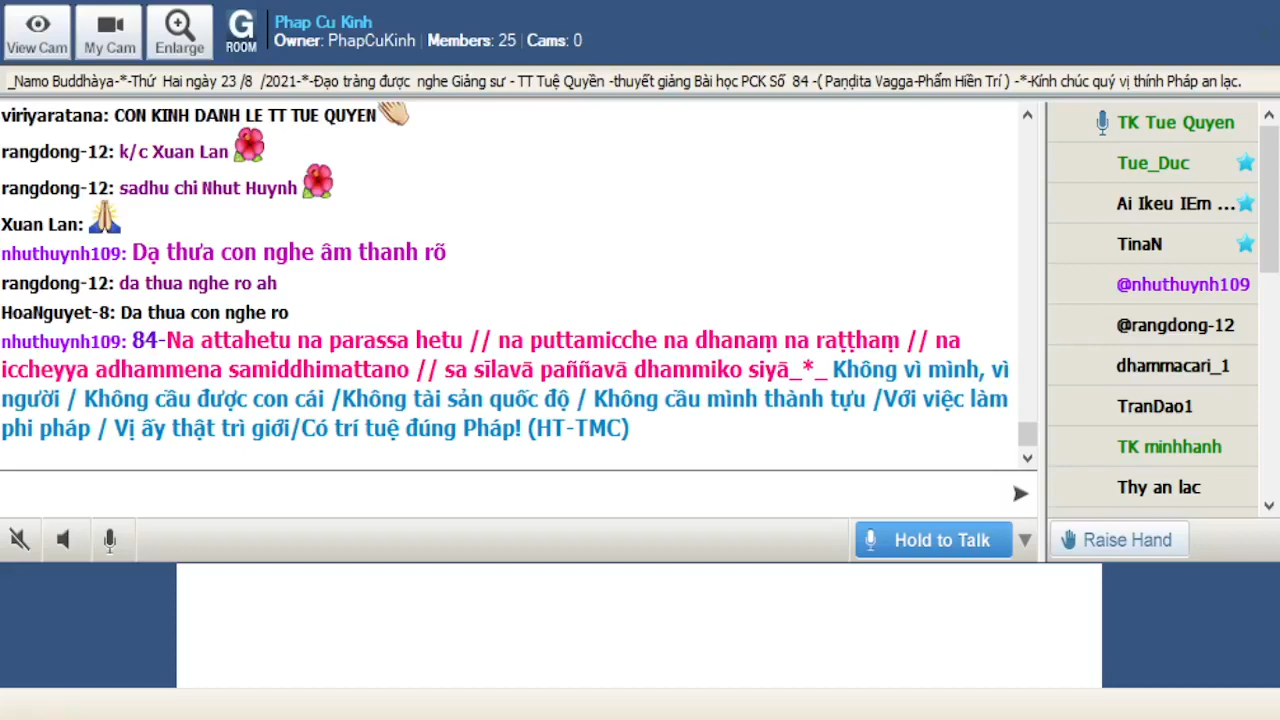 View Cam
My Cam
Enlarge
G
ROOM
Phap Cu Kinh
Owner: PhapCuKinh | Members: 25 | Cams: 0
_Namo Buddhàya-*-Thứ Hai ngày 23 /8 /2021-*-Đạo tràng được nghe Giảng sư - TT Tuệ Quyền -thuyết giảng Bài học PCK Số 84 -( Paṇḍita Vagga-Phẩm Hiền Trí ) -*-Kính chúc quý vị thính Pháp an lạc.
viriyaratana: CON KINH DANH LE TT TUE QUYEN
rangdong-12: k/c Xuan Lan
rangdong-12: sadhu chi Nhut Huynh
Xuan Lan:
nhuthuynh109: Dạ thưa con nghe âm thanh rõ
rangdong-12: da thua nghe ro ah
HoaNguyet-8: Da thua con nghe ro
nhuthuynh109: 84-Na attahetu na parassa hetu // na puttamicche na dhanaṃ na raṭṭhaṃ // na
iccheyya adhammena samiddhimattano // sa sīlavā paññavā dhammiko siyā_*_ Không vì mình, vì
người / Không cầu được con cái /Không tài sản quốc độ / Không cầu mình thành tựu /Với việc làm
phi pháp / Vị ấy thật trì giới/Có trí tuệ đúng Pháp! (HT-TMC)
TK Tue Quyen
Tue_Duc
Ai Ikeu IEm ...
TinaN
@nhuthuynh109
@rangdong-12
dhammacari_1
TranDao1
TK minhhanh
Thy an lac
Hold to Talk
Raise Hand